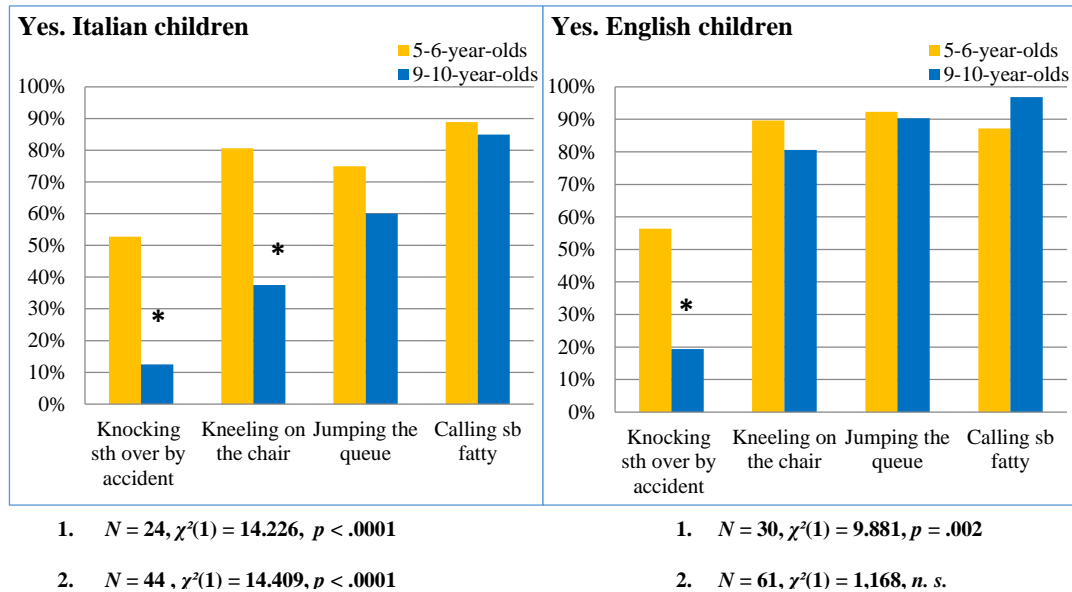 Yes. Italian children
5-6-year-olds
9-10-year-olds
100%
90%
80%
70%
60%
50%
40%
30%
20%
10%
0%
*
*
Knocking sth over by accident
Kneeling on the chair
Jumping the queue
Calling sb fatty
Yes. English children
5-6-year-olds
9-10-year-olds
100%
90%
80%
70%
60%
50%
40%
30%
20%
10%
0%
*
Knocking sth over by accident
Kneeling on the chair
Jumping the queue
Calling sb fatty
1. N = 24, χ²(1) = 14.226, p < .0001
2. N = 44 , χ²(1) = 14.409, p < .0001
1. N = 30, χ²(1) = 9.881, p = .002
2. N = 61, χ²(1) = 1,168, n. s.